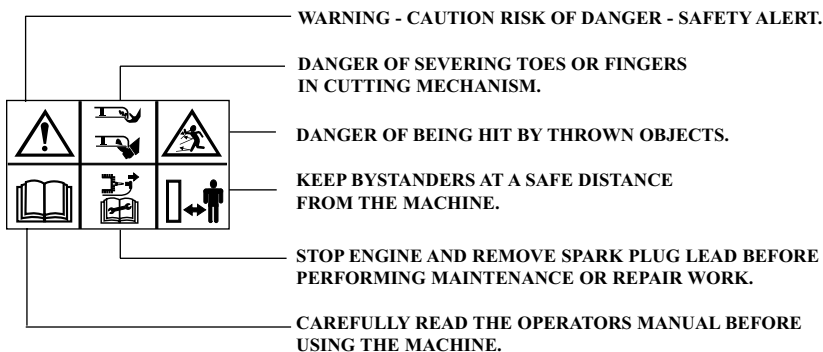 WARNING - CAUTION RISK OF DANGER - SAFETY ALERT.
DANGER OF SEVERING TOES OR FINGERS
IN CUTTING MECHANISM.
DANGER OF BEING HIT BY THROWN OBJECTS.
KEEP BYSTANDERS AT A SAFE DISTANCE
FROM THE MACHINE.
STOP ENGINE AND REMOVE SPARK PLUG LEAD BEFORE
PERFORMING MAINTENANCE OR REPAIR WORK.
CAREFULLY READ THE OPERATORS MANUAL BEFORE
USING THE MACHINE.